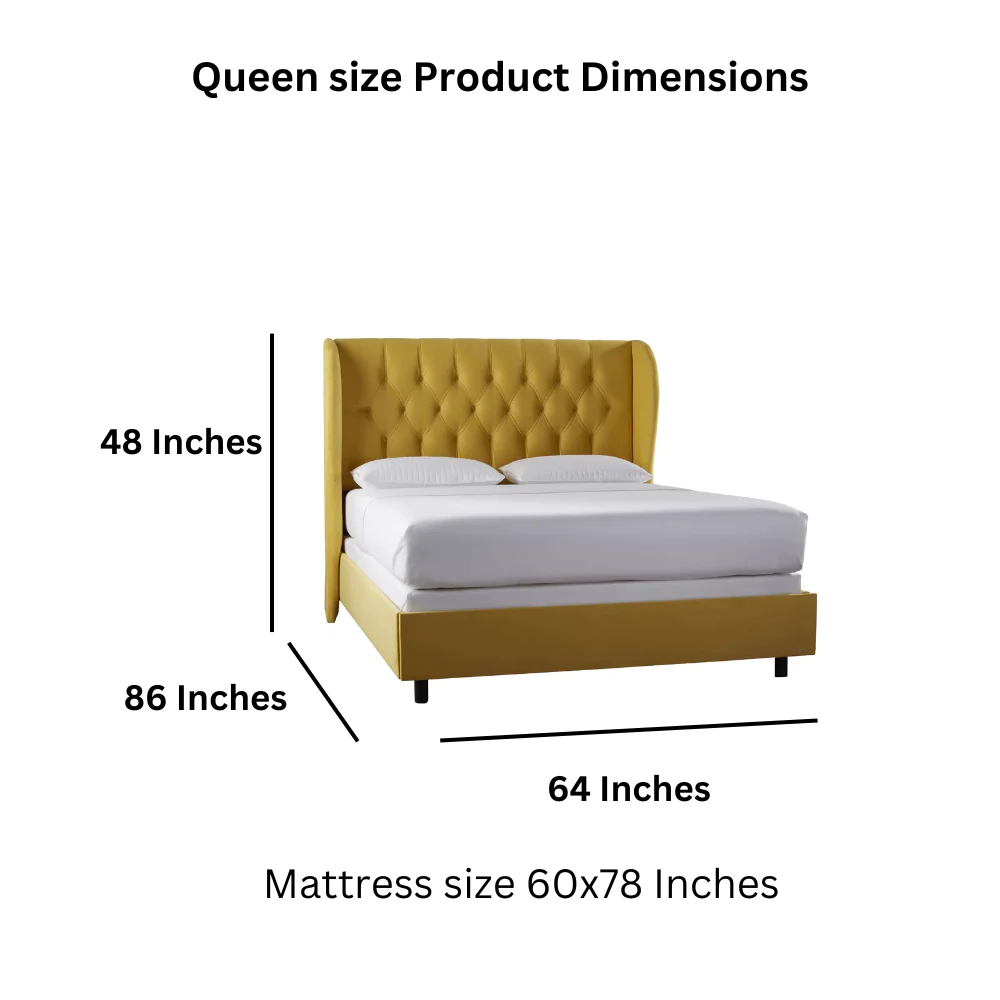 Queen size Product Dimensions
48 Inches
86 Inches
64 Inches
Mattress size 60x78 Inches